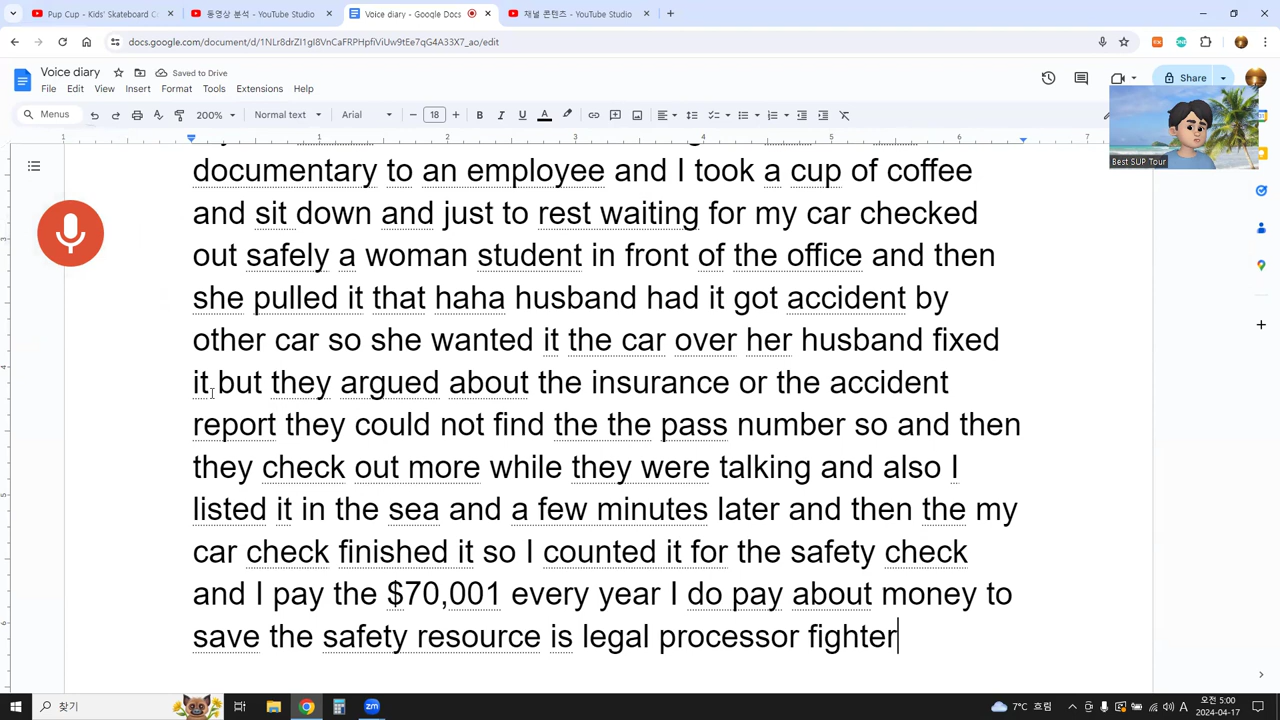 Pup Cup - Kids' Skateboard C
동영상 분석 - YouTube Studio
Voice diary - Google Docs
채널 콘텐츠 - YouTube Studio
docs.google.com/document/d/1NLr8drZI1gI8VnCaFRPHpfiViUw9tEe7qG4A33X7_ao/edit
Voice diary
Saved to Drive
File Edit View Insert Format Tools Extensions Help
Share
Menus
200%
Normal text
Arial
18
1 1 2 3 4 5 6 7
Best SUP Tour
documentary to an employee and I took a cup of coffee
and sit down and just to rest waiting for my car checked
out safely a woman student in front of the office and then
she pulled it that haha husband had it got accident by
other car so she wanted it the car over her husband fixed
it but they argued about the insurance or the accident
report they could not find the the pass number so and then
they check out more while they were talking and also I
listed it in the sea and a few minutes later and then the my
car check finished it so I counted it for the safety check
and I pay the $70,001 every year I do pay about money to
save the safety resource is legal processor fighter
찾기
7°C 흐림
A
오전 5:00
2024-04-17